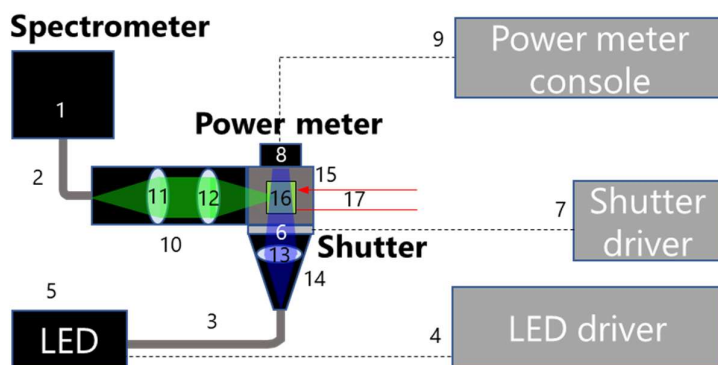 Spectrometer
9
Power meter
console
1
Power meter
8
2
15
11
12
16
17
7
Shutter
driver
6
10
Shutter
13
14
5
3
4
LED
LED driver